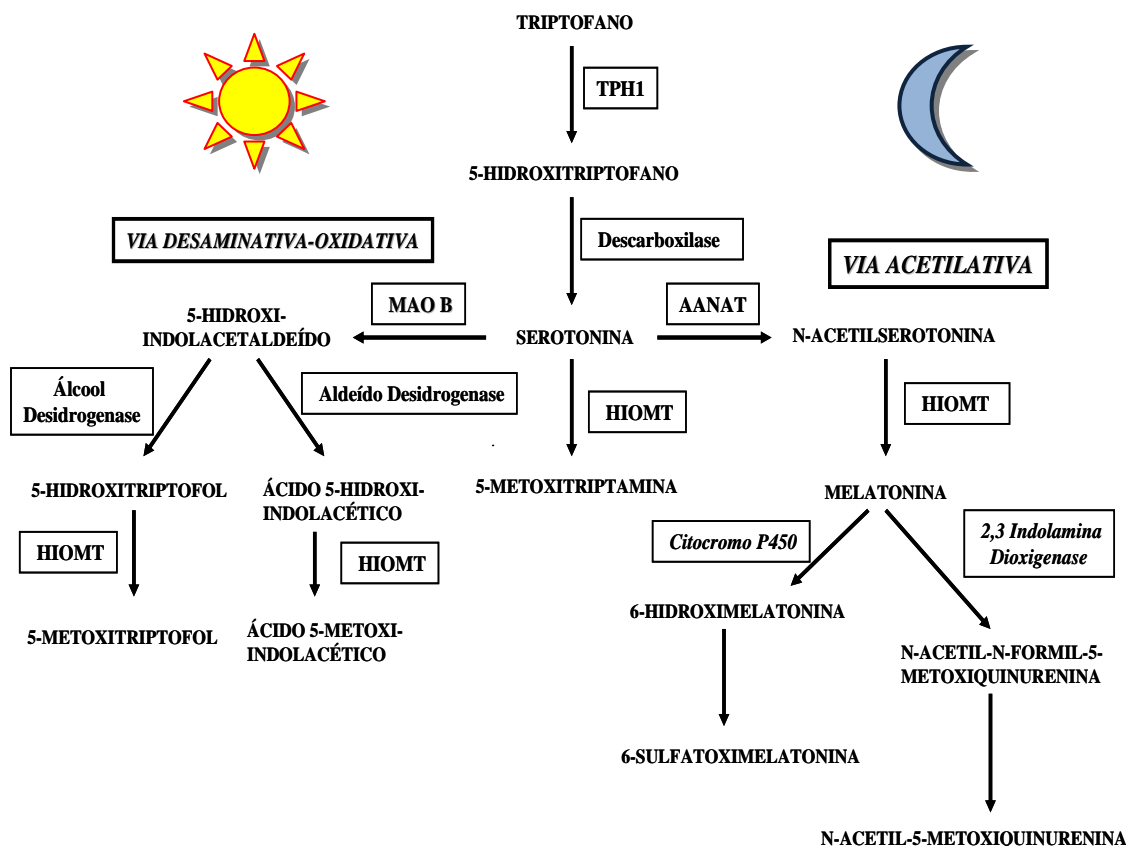 TRIPTOFANO
TPH1
5-HIDROXITRIPTOFANO
VIA DESAMINATIVA-OXIDATIVA
Descarboxilase
VIA ACETILATIVA
MAO B
AANAT
5-HIDROXI-
INDOLACETALDEÍDO
SEROTONINA
N-ACETILSEROTONINA
Álcool
Desidrogenase
Aldeído Desidrogenase
HIOMT
HIOMT
5-HIDROXITRIPTOFOL
ÁCIDO 5-HIDROXI-
INDOLACÉTICO
5-METOXITRIPTAMINA
MELATONINA
HIOMT
HIOMT
Citocromo P450
2,3 Indolamina
Dioxigenase
5-METOXITRIPTOFOL
ÁCIDO 5-METOXI-
INDOLACÉTICO
6-HIDROXIMELATONINA
N-ACETIL-N-FORMIL-5-
METOXIQUINURENINA
6-SULFATOXIMELATONINA
N-ACETIL-5-METOXIQUINURENINA